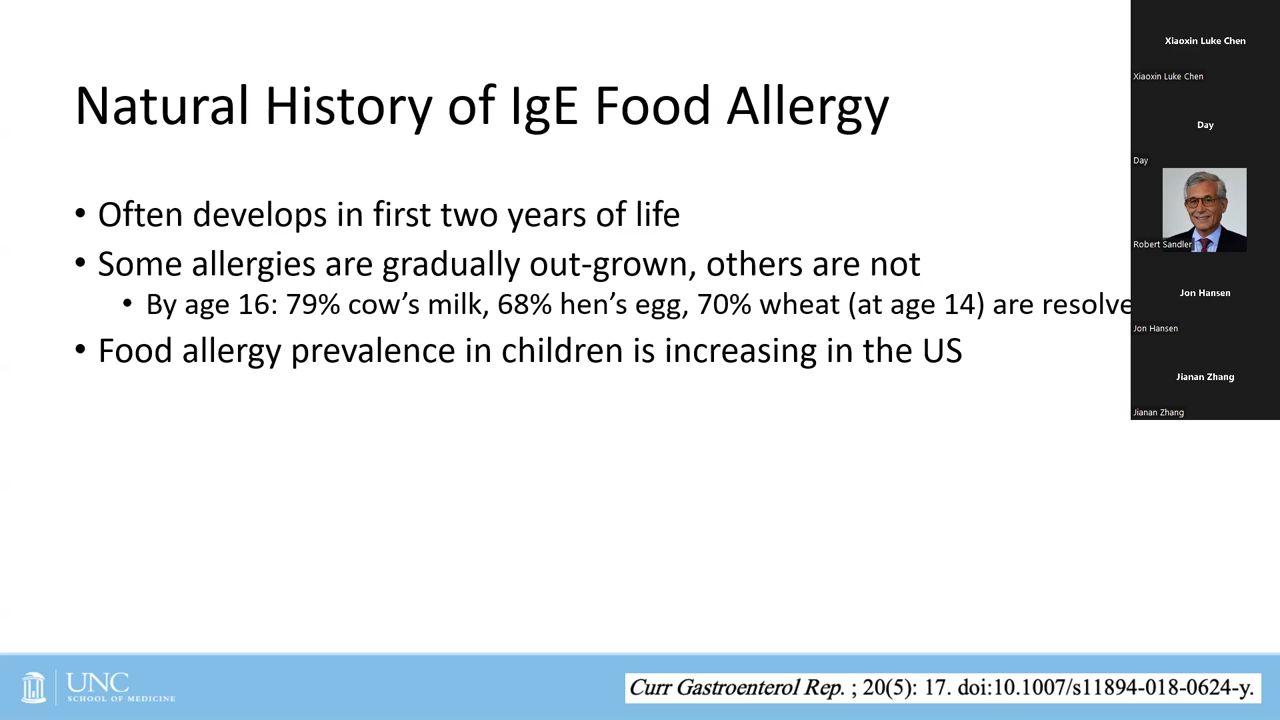 Natural History of IgE Food Allergy
• Often develops in first two years of life
• Some allergies are gradually out-grown, others are not
• By age 16: 79% cow’s milk, 68% hen’s egg, 70% wheat (at age 14) are resolve
• Food allergy prevalence in children is increasing in the US
Xiaoxin Luke Chen
Xiaoxin Luke Chen
Day
Day
Robert Sandler
Jon Hansen
Jon Hansen
Jianan Zhang
Jianan Zhang
UNC
SCHOOL OF MEDICINE
Curr Gastroenterol Rep. ; 20(5): 17. doi:10.1007/s11894-018-0624-y.